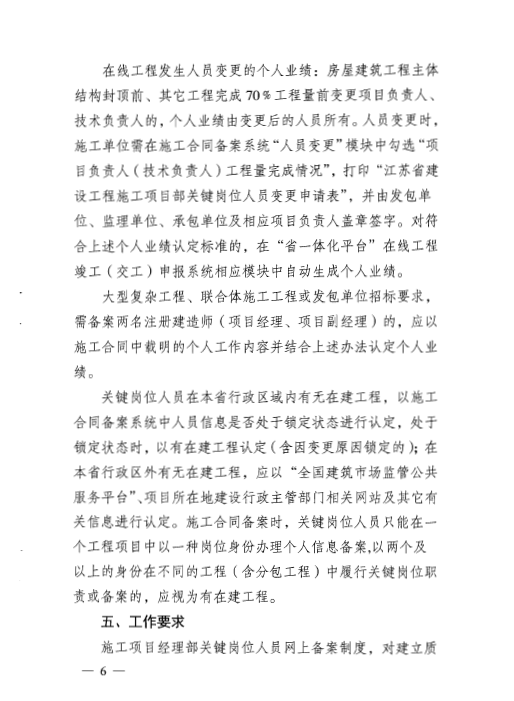 在线工程发生人员变更的个人业绩：房屋建筑工程主体
结构封顶前、其它工程完成70%工程量前变更项目负责人、
技术负责人的，个人业绩由变更后的人员所有。人员变更时，
施工单位需在施工合同备案系统“人员变更”模块中勾选“项
目负责人（技术负责人）工程量完成情况”，打印“江苏省建
设工程施工项目部关键岗位人员变更申请表”，并由发包单
位、监理单位、承包单位及相应项目负责人盖章签字。对符
合上述个人业绩认定标准的，在“省一体化平台”在线工程
竣工（交工）申报系统相应模块中自动生成个人业绩。
大型复杂工程、联合体施工工程或发包单位招标要求，
需备案两名注册建造师（项目经理、项目副经理）的，应以
施工合同中载明的个人工作内容并结合上述办法认定个人业
绩。
关键岗位人员在本省行政区域内有无在建工程，以施工
合同备案系统中人员信息是否处于锁定状态进行认定，处于
锁定状态时，以有在建工程认定（含因变更原因锁定的）；在
本省行政区外有无在建工程，应以“全国建筑市场监管公共
服务平台”、项目所在地建设行政主管部门相关网站及其它有
关信息进行认定。施工合同备案时，关键岗位人员只能在一
个工程项目中以一种岗位身份办理个人信息备案,以两个及
以上的身份在不同的工程（含分包工程）中履行关键岗位职
责或备案的，应视为有在建工程。
五、工作要求
施工项目经理部关键岗位人员网上备案制度，对建立质
— 6 —